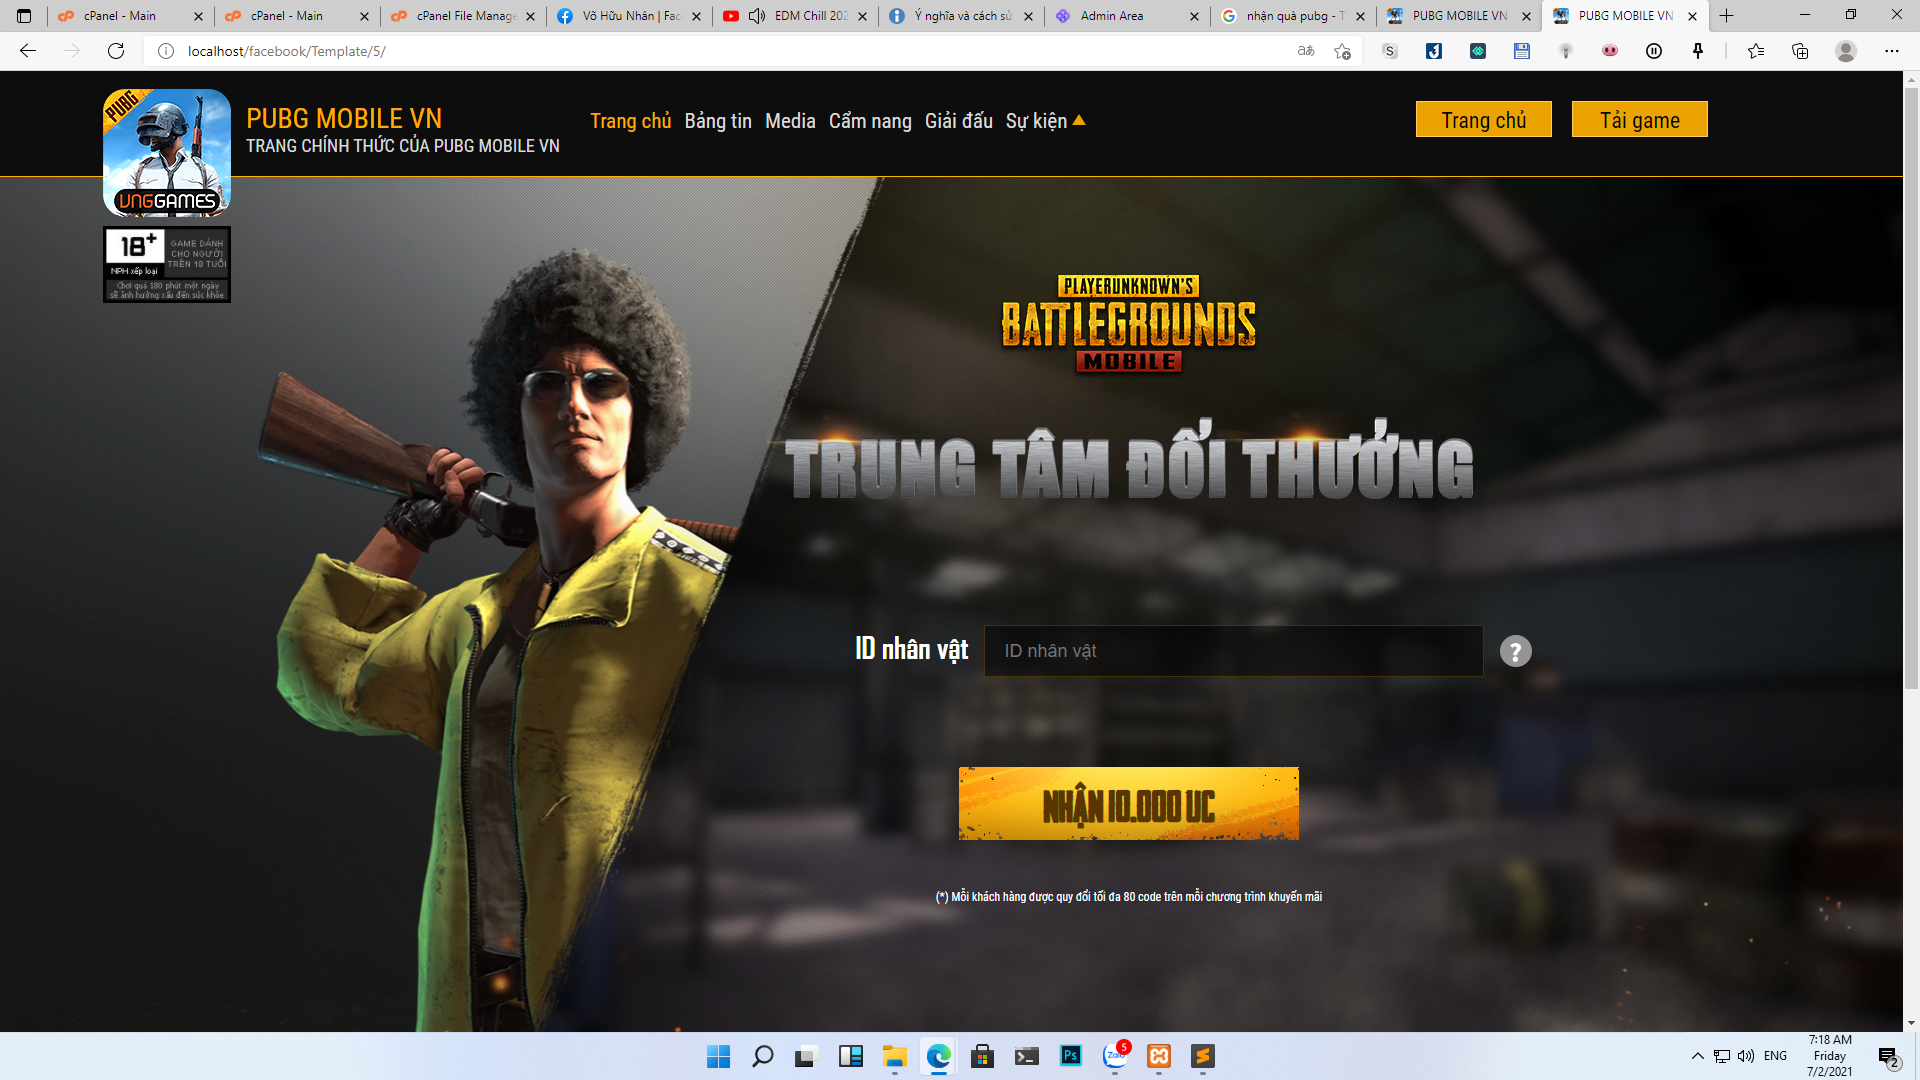 cPanel - Main
cPanel - Main
cPanel File Manage
Võ Hữu Nhân | Fac
EDM Chill 202
Ý nghĩa và cách sử
Admin Area
nhận quà pubg - T
PUBG MOBILE VN
PUBG MOBILE VN
localhost/facebook/Template/5/
PUBG
VNGGAMES
PUBG MOBILE VN
TRANG CHÍNH THỨC CỦA PUBG MOBILE VN
Trang chủ
Bảng tin
Media
Cẩm nang
Giải đấu
Sự kiện
Trang chủ
Tải game
18+
NPH xếp loại
GAME DÀNH
CHO NGƯỜI
TRÊN 18 TUỔI
Chơi quá 180 phút một ngày
sẽ ảnh hưởng xấu đến sức khỏe
PLAYERUNKNOWN'S
BATTLEGROUNDS
MOBILE
TRUNG TÂM ĐỔI THƯỞNG
ID nhân vật
ID nhân vật
?
NHẬN 10.000 UC
(*) Mỗi khách hàng được quy đổi tối đa 80 code trên mỗi chương trình khuyến mãi
Ps
Zalo
5
ENG
7:18 AM
Friday
7/2/2021
2